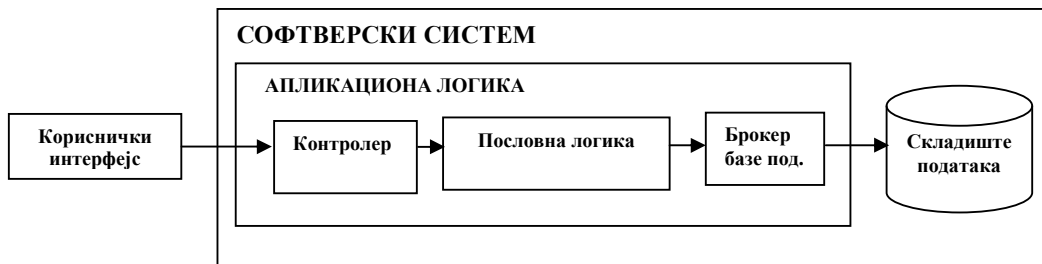 СОФТВЕРСКИ СИСТЕМ
АПЛИКАЦИОНА ЛОГИКА
Кориснички
интерфејс
Контролер
Пословна логика
Брокер
базе под.
Складиште
података